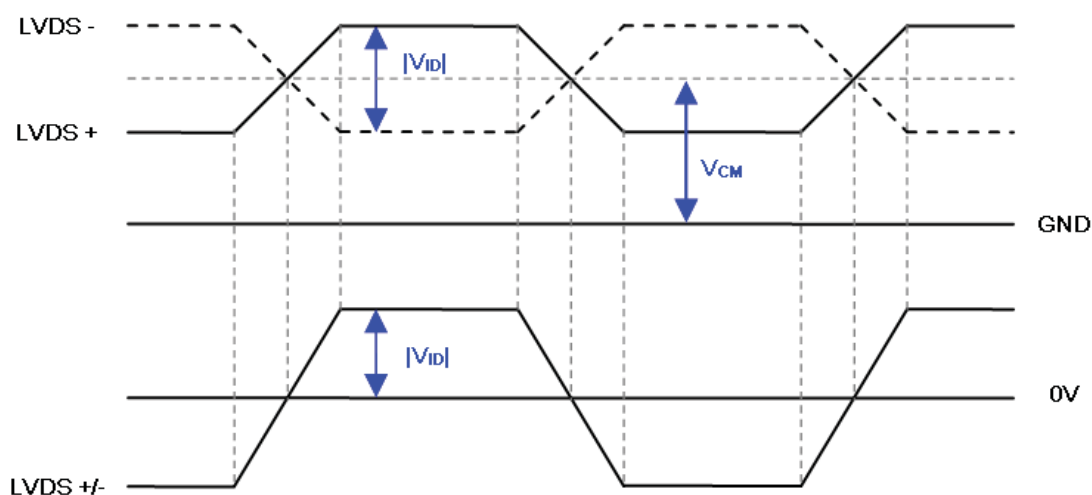 LVDS -
|VID|
LVDS +
VCM
GND
|VID|
0V
LVDS +/-